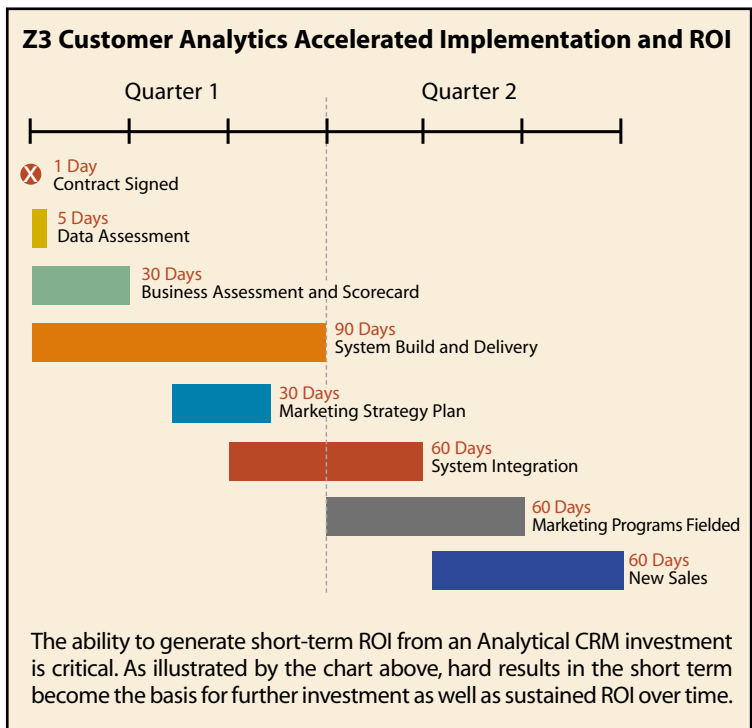 Z3 Customer Analytics Accelerated Implementation and ROI
Quarter 1
Quarter 2
X
1 Day
Contract Signed
5 Days
Data Assessment
30 Days
Business Assessment and Scorecard
90 Days
System Build and Delivery
30 Days
Marketing Strategy Plan
60 Days
System Integration
60 Days
Marketing Programs Fielded
60 Days
New Sales
The ability to generate short-term ROI from an Analytical CRM investment
is critical. As illustrated by the chart above, hard results in the short term
become the basis for further investment as well as sustained ROI over time.